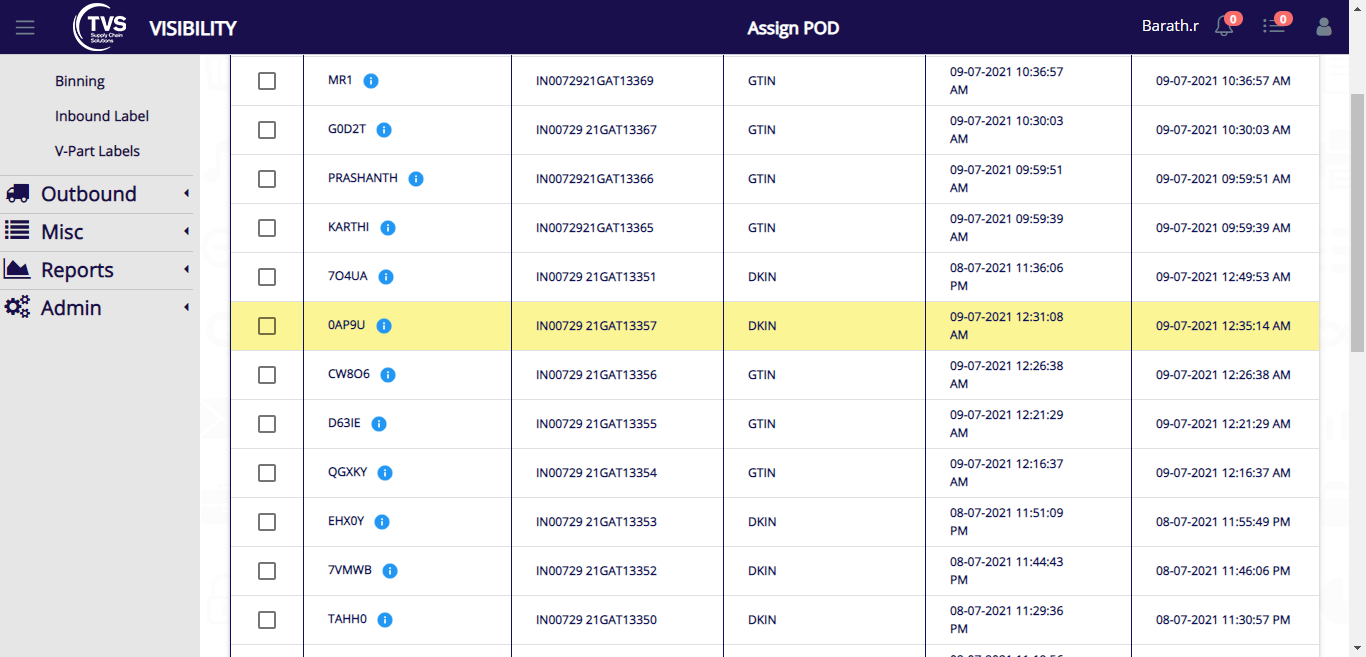 TVS
Supply Chain
Solutions
VISIBILITY
Assign POD
Barath.r
0
0
Binning
Inbound Label
V-Part Labels
Outbound
Misc
Reports
Admin
MR1 IN0072921GAT13369 GTIN 09-07-2021 10:36:57 AM 09-07-2021 10:36:57 AM
G0D2T IN00729 21GAT13367 GTIN 09-07-2021 10:30:03 AM 09-07-2021 10:30:03 AM
PRASHANTH IN0072921GAT13366 GTIN 09-07-2021 09:59:51 AM 09-07-2021 09:59:51 AM
KARTHI IN0072921GAT13365 GTIN 09-07-2021 09:59:39 AM 09-07-2021 09:59:39 AM
7O4UA IN00729 21GAT13351 DKIN 08-07-2021 11:36:06 PM 09-07-2021 12:49:53 AM
0AP9U IN00729 21GAT13357 DKIN 09-07-2021 12:31:08 AM 09-07-2021 12:35:14 AM
CW8O6 IN00729 21GAT13356 GTIN 09-07-2021 12:26:38 AM 09-07-2021 12:26:38 AM
D63IE IN00729 21GAT13355 GTIN 09-07-2021 12:21:29 AM 09-07-2021 12:21:29 AM
QGXKY IN00729 21GAT13354 GTIN 09-07-2021 12:16:37 AM 09-07-2021 12:16:37 AM
EHX0Y IN00729 21GAT13353 DKIN 08-07-2021 11:51:09 PM 08-07-2021 11:55:49 PM
7VMWB IN00729 21GAT13352 DKIN 08-07-2021 11:44:43 PM 08-07-2021 11:46:06 PM
TAHH0 IN00729 21GAT13350 DKIN 08-07-2021 11:29:36 PM 08-07-2021 11:30:57 PM